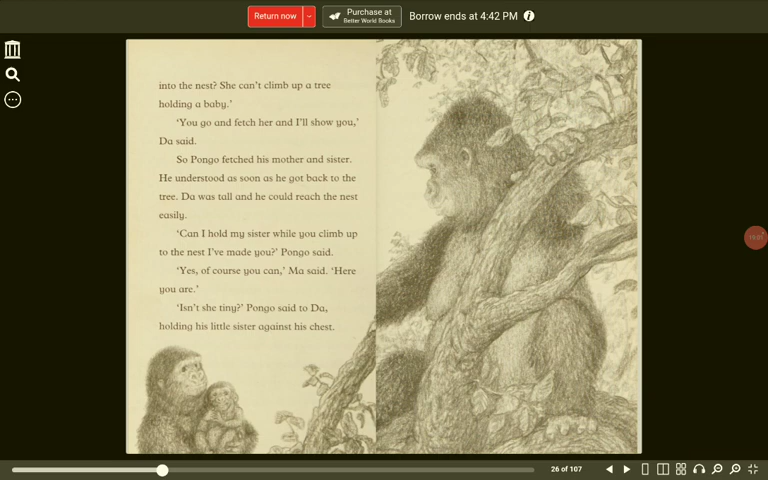 Return now
Purchase at
Better World Books
Borrow ends at 4:42 PM
into the nest? She can't climb up a tree
holding a baby.'
'You go and fetch her and I'll show you,'
Da said.
So Pongo fetched his mother and sister.
He understood as soon as he got back to the
tree. Da was tall and he could reach the nest
easily.
'Can I hold my sister while you climb up
to the nest I've made you?' Pongo said.
'Yes, of course you can,' Ma said. 'Here
you are.'
'Isn't she tiny?' Pongo said to Da,
holding his little sister against his chest.
26 of 107